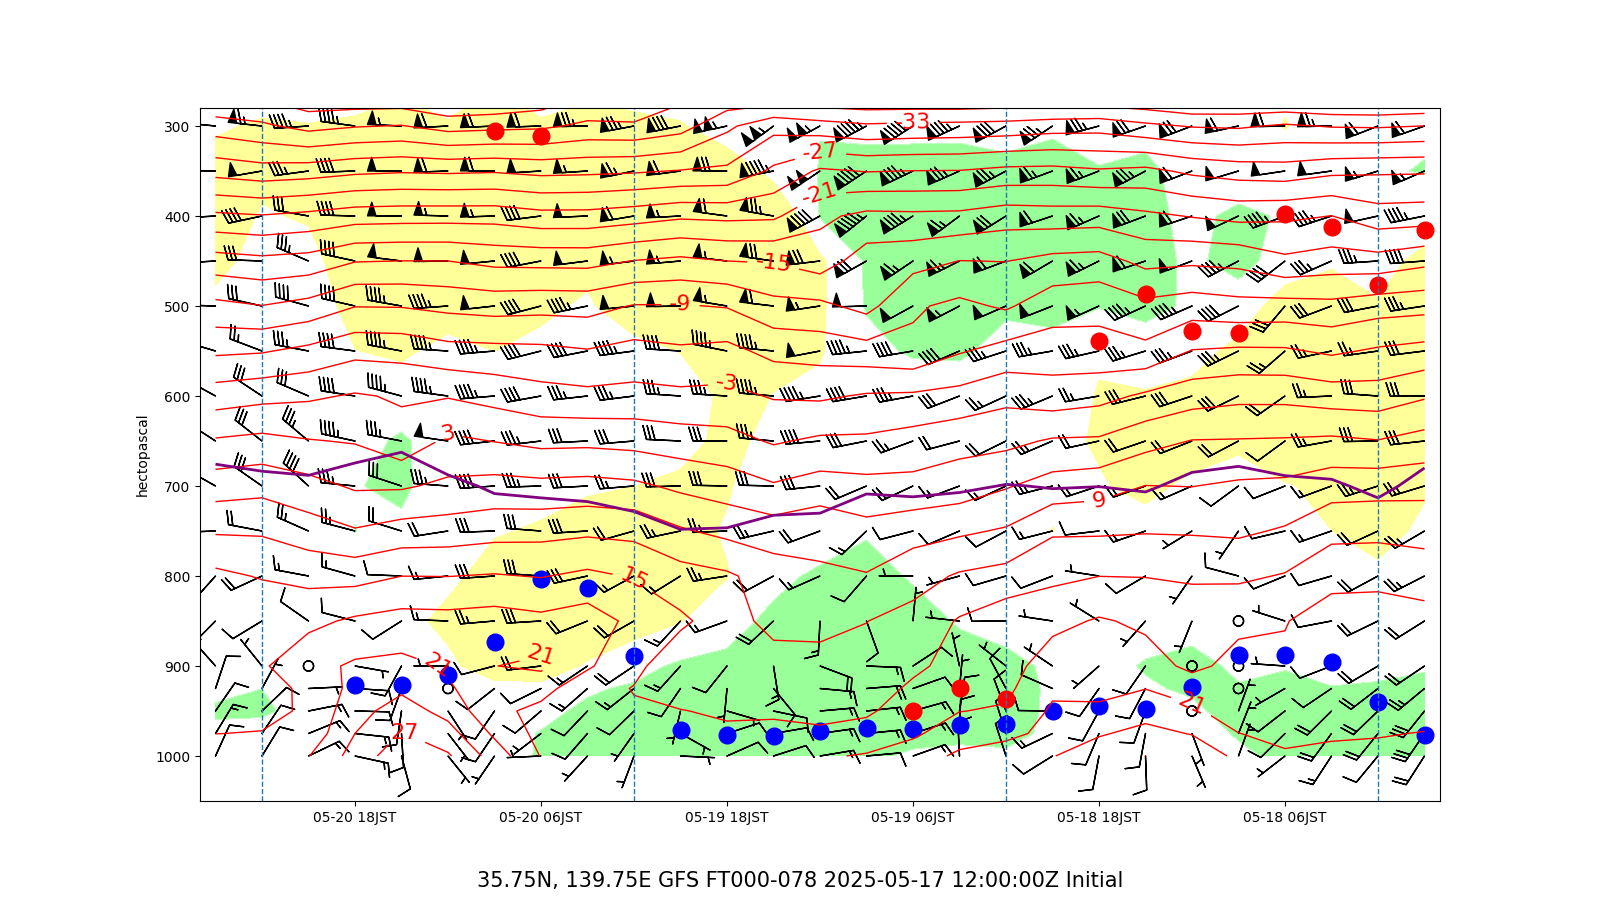 300
400
500
600
700
800
900
1000
hectopascal
-33
-27
-21
-15
-9
-3
3
9
15
21
21
21
27
05-20 18JST
05-20 06JST
05-19 18JST
05-19 06JST
05-18 18JST
05-18 06JST
35.75N, 139.75E GFS FT000-078 2025-05-17 12:00:00Z Initial